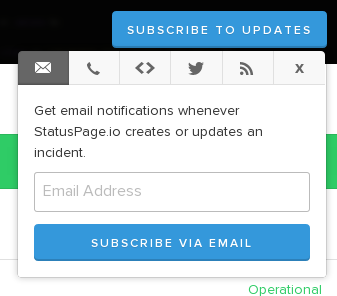 SUBSCRIBE TO UPDATES
x
Get email notifications whenever
StatusPage.io creates or updates an
incident.
Email Address
SUBSCRIBE VIA EMAIL
Operational